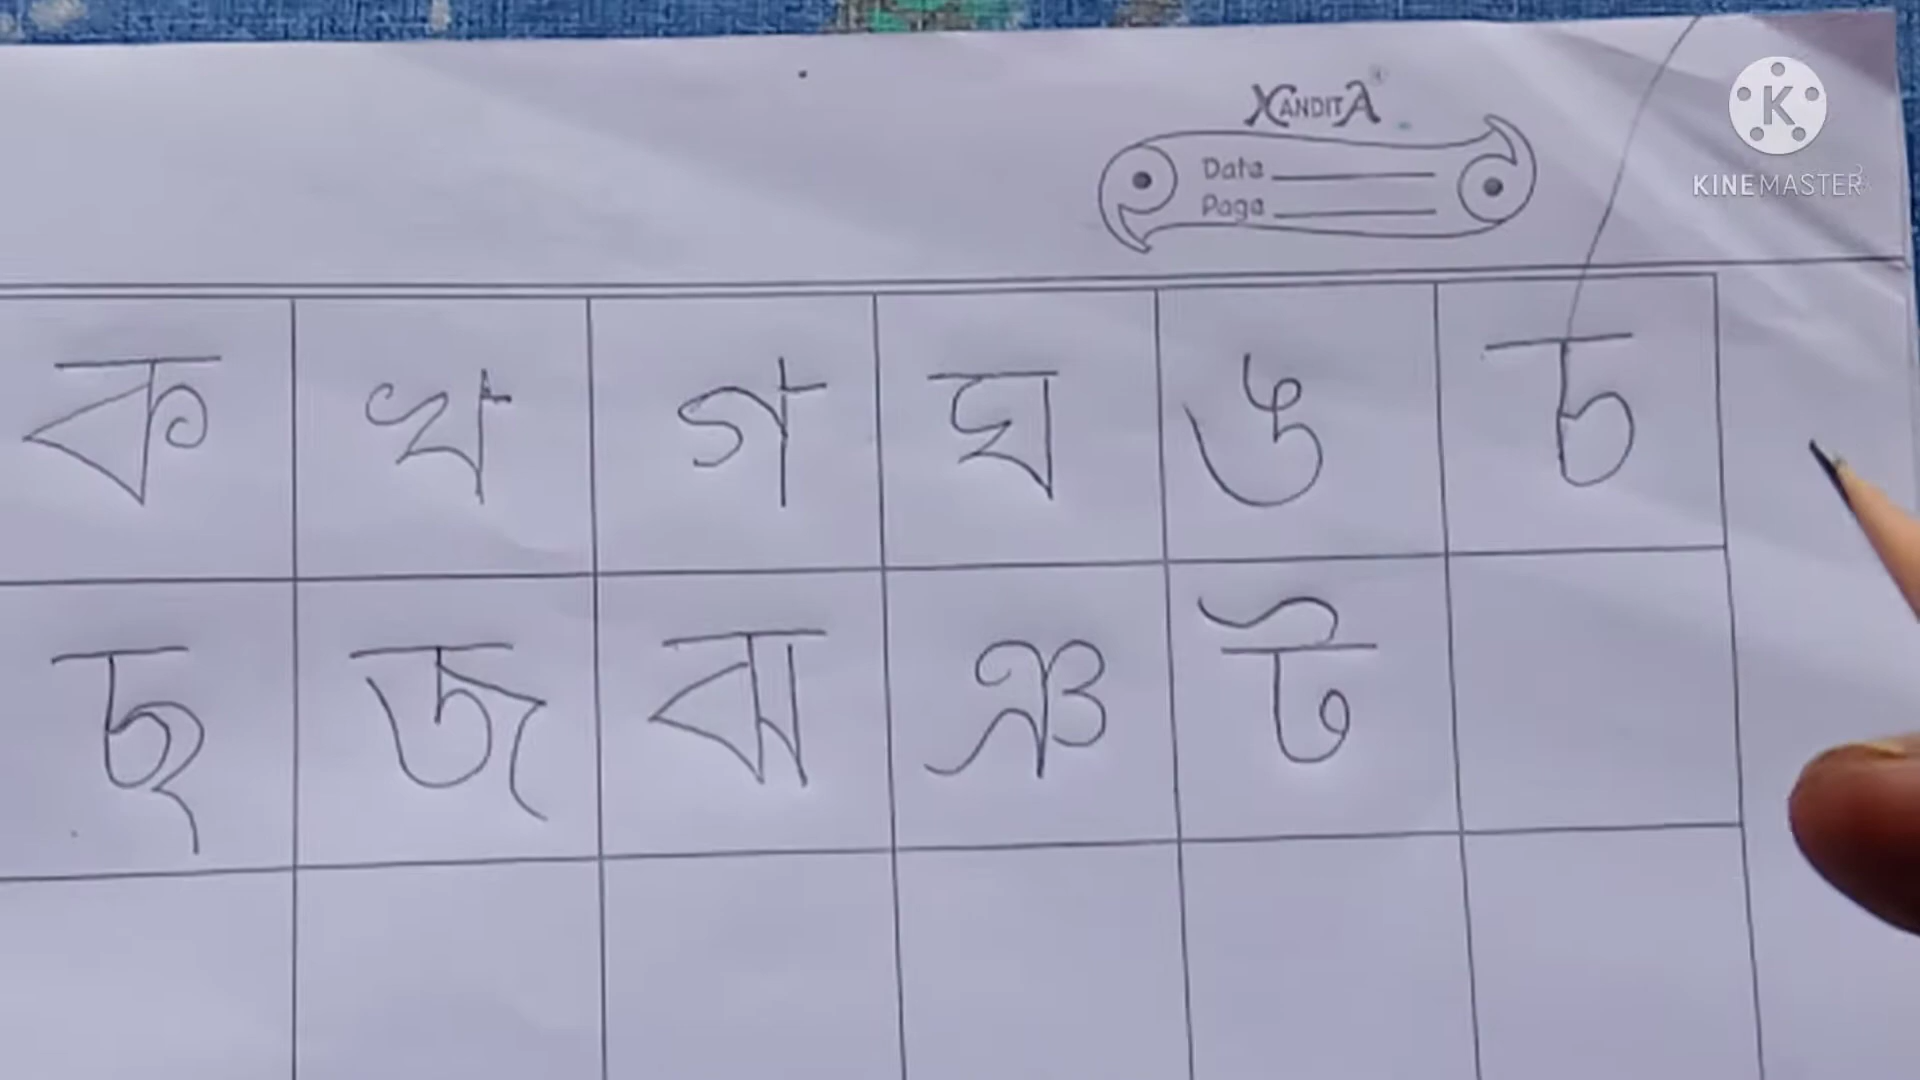 XANDITA
Date
Page
KINEMASTER
ক খ গ ঘ ঙ চ
ছ জ ঝ ঞ ট